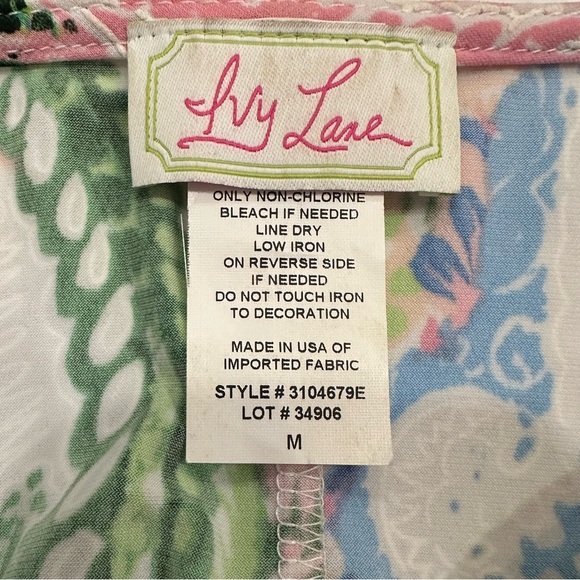 Ivy Lane
ONLY NON-CHLORINE
BLEACH IF NEEDED
LINE DRY
LOW IRON
ON REVERSE SIDE
IF NEEDED
DO NOT TOUCH IRON
TO DECORATION
MADE IN USA OF
IMPORTED FABRIC
STYLE # 3104679E
LOT # 34906
M